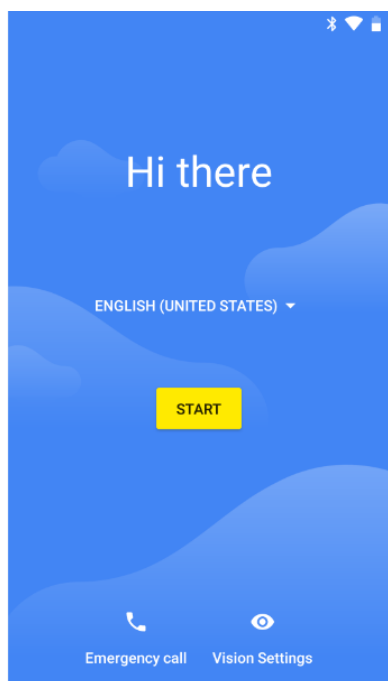 Hi there
ENGLISH (UNITED STATES)
START
Emergency call Vision Settings